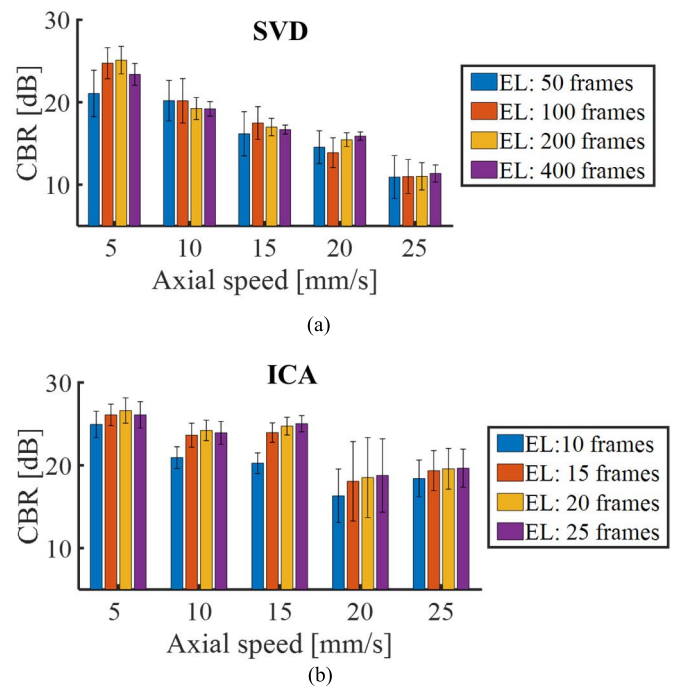 SVD
30
20
10
CBR [dB]
5 10 15 20 25
Axial speed [mm/s]
EL: 50 frames
EL: 100 frames
EL: 200 frames
EL: 400 frames
(a)
ICA
30
20
10
CBR [dB]
5 10 15 20 25
Axial speed [mm/s]
EL:10 frames
EL: 15 frames
EL: 20 frames
EL: 25 frames
(b)